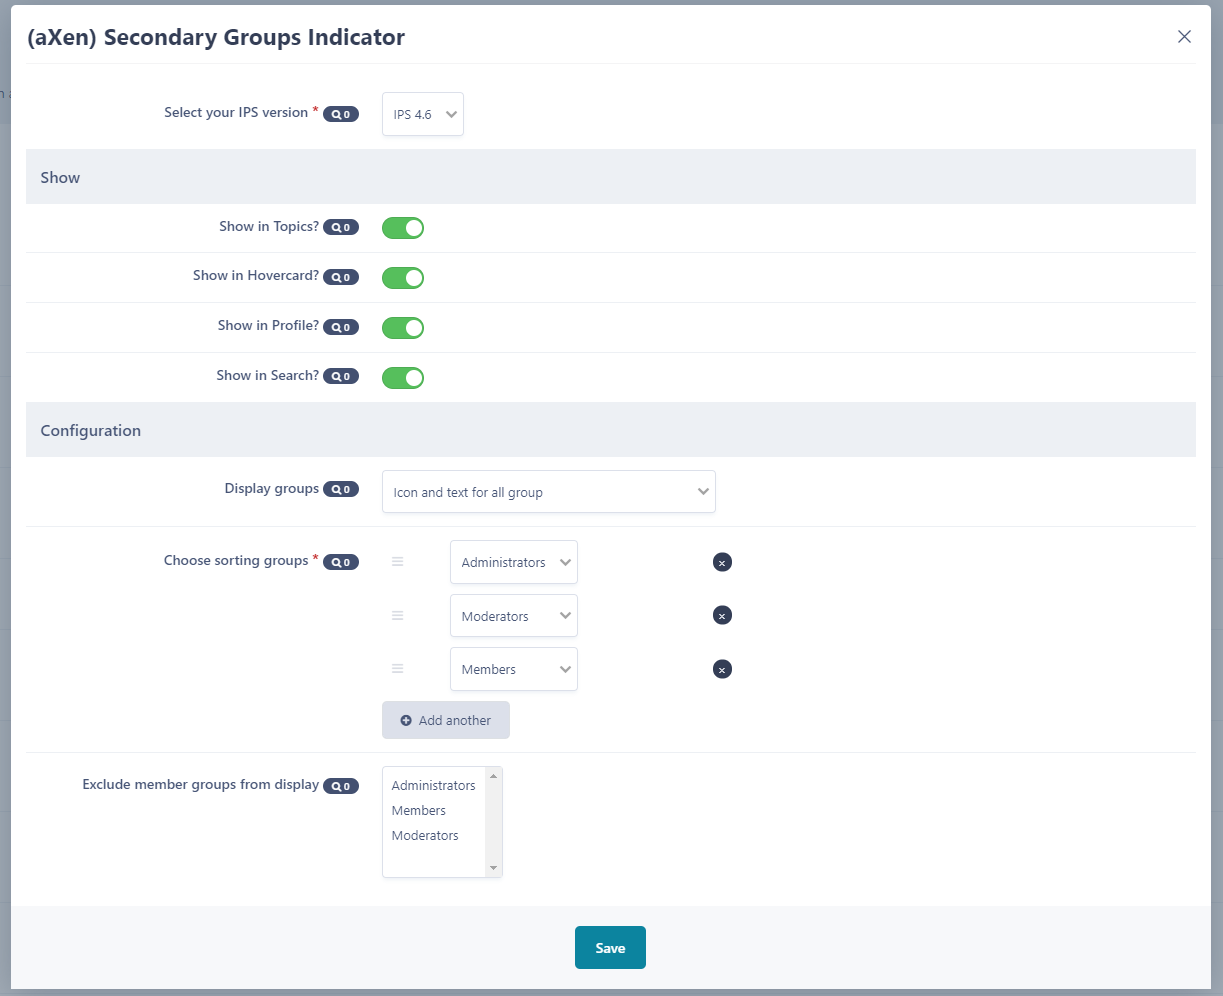 (aXen) Secondary Groups Indicator
Select your IPS version * 0 IPS 4.6
Show
Show in Topics? 0
Show in Hovercard? 0
Show in Profile? 0
Show in Search? 0
Configuration
Display groups 0 Icon and text for all group
Choose sorting groups * 0 Administrators
Moderators
Members
Add another
Exclude member groups from display 0
Administrators
Members
Moderators
Save